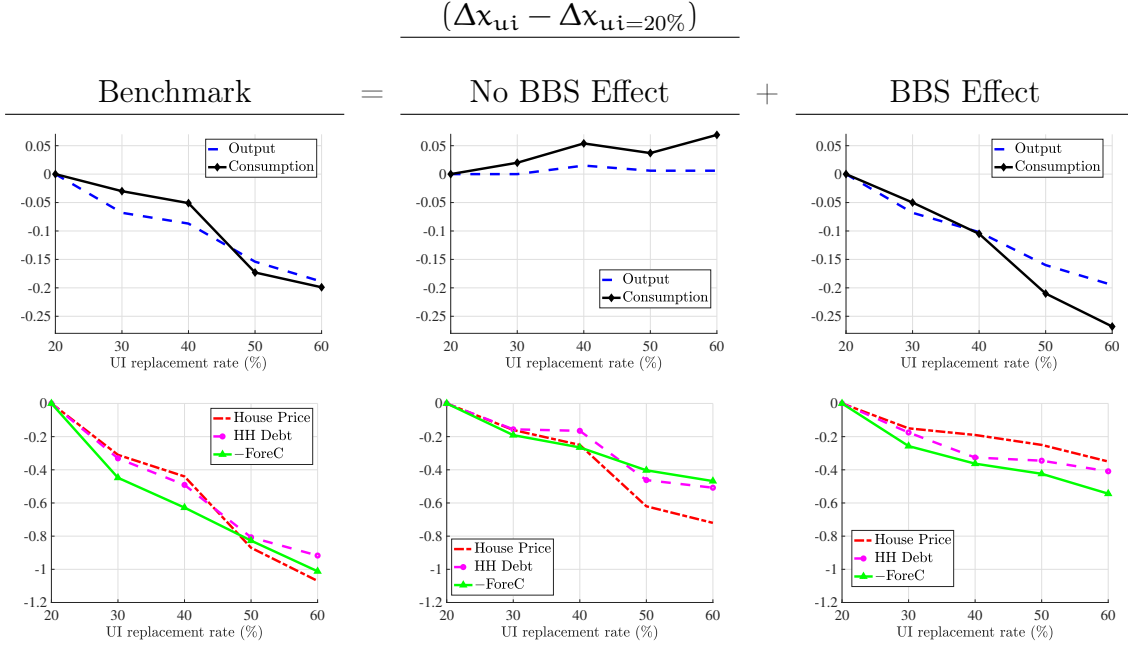 (Δx_ui − Δx_ui=20%)
Benchmark = No BBS Effect + BBS Effect
0.05
0
-0.05
-0.1
-0.15
-0.2
-0.25
20 30 40 50 60
UI replacement rate (%)
Output
Consumption
0.05
0
-0.05
-0.1
-0.15
-0.2
-0.25
20 30 40 50 60
UI replacement rate (%)
Output
Consumption
0.05
0
-0.05
-0.1
-0.15
-0.2
-0.25
20 30 40 50 60
UI replacement rate (%)
Output
Consumption
0
-0.2
-0.4
-0.6
-0.8
-1
-1.2
20 30 40 50 60
UI replacement rate (%)
House Price
HH Debt
−ForeC
0
-0.2
-0.4
-0.6
-0.8
-1
-1.2
20 30 40 50 60
UI replacement rate (%)
House Price
HH Debt
−ForeC
0
-0.2
-0.4
-0.6
-0.8
-1
-1.2
20 30 40 50 60
UI replacement rate (%)
House Price
HH Debt
−ForeC